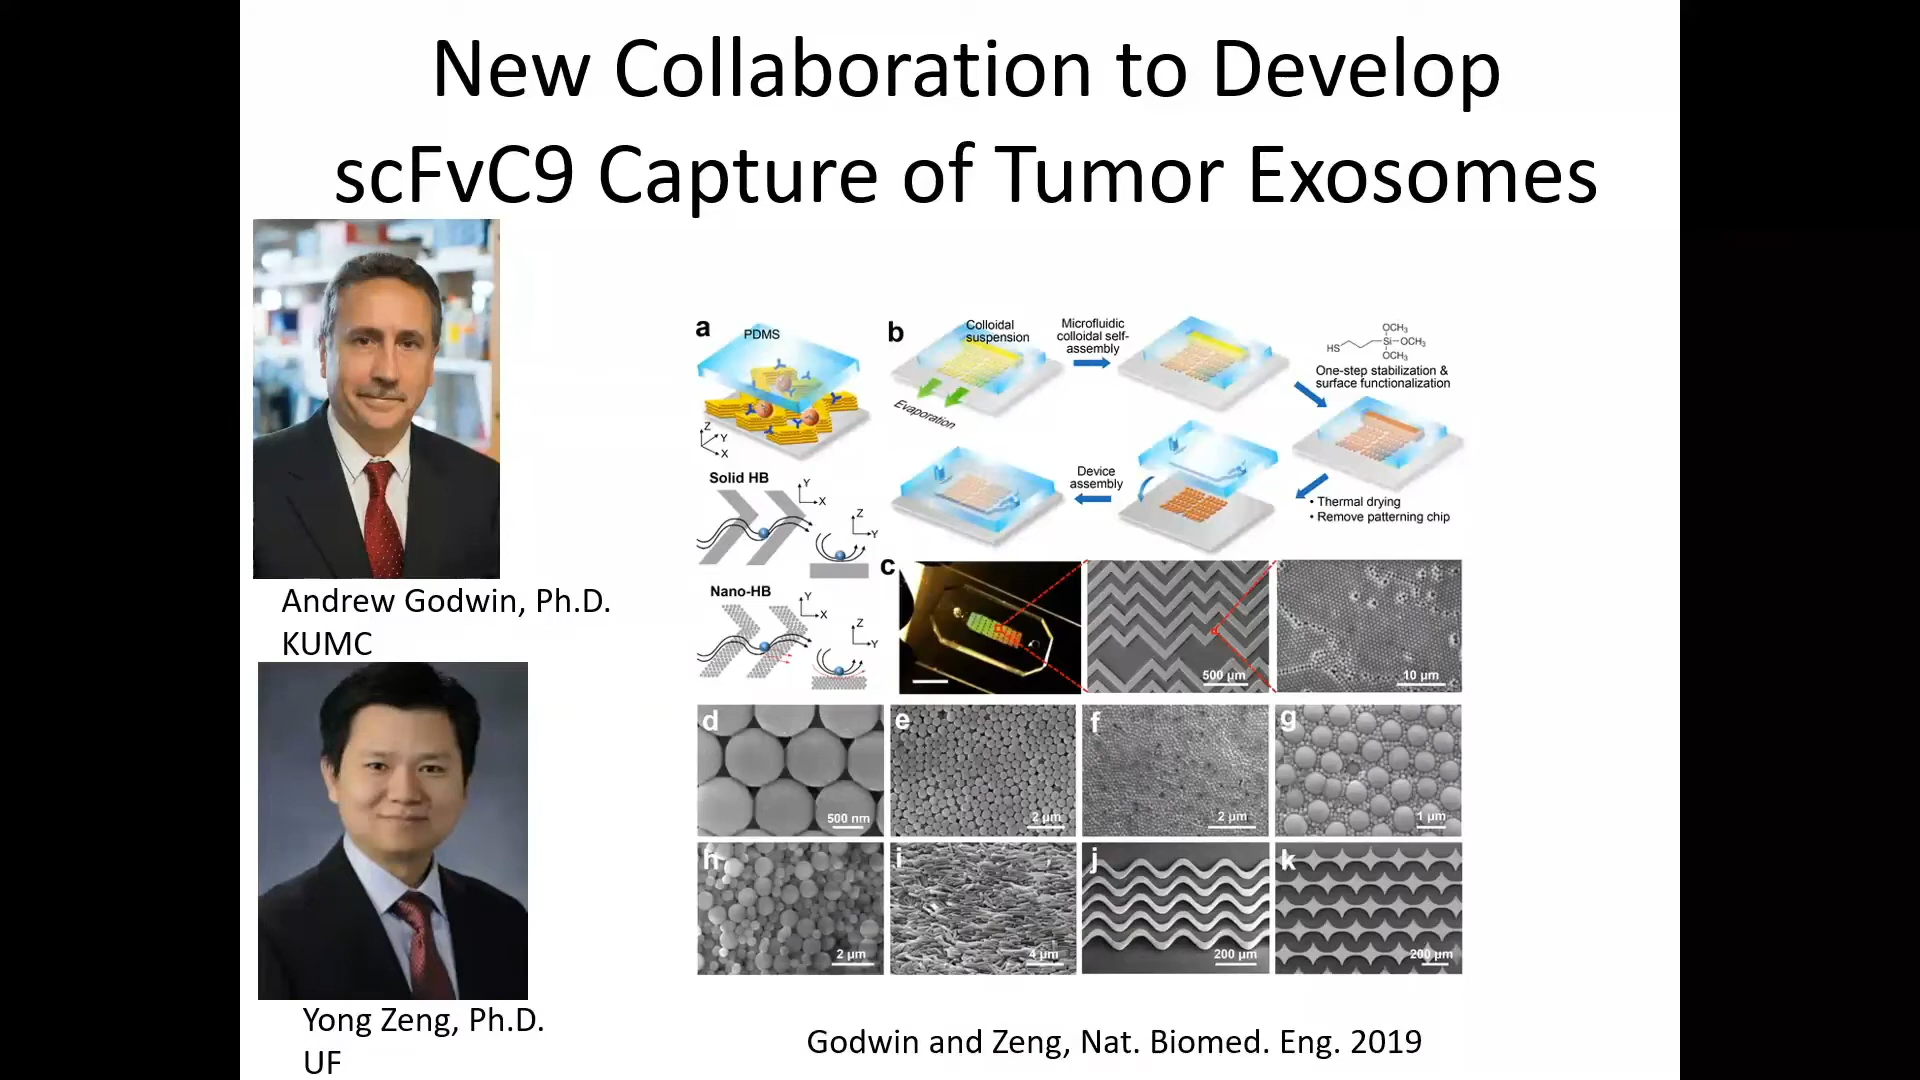 New Collaboration to Develop
scFvC9 Capture of Tumor Exosomes
Andrew Godwin, Ph.D.
KUMC
Yong Zeng, Ph.D.
UF
a
PDMS
Z
Y
X
Solid HB
Y
X
Z
Y
Nano-HB
Y
X
Z
Y
b
Colloidal
suspension
Evaporation
Microfluidic
colloidal self-
assembly
OCH₃
HS
Si
OCH₃
OCH₃
One-step stabilization &
surface functionalization
• Thermal drying
• Remove patterning chip
Device
assembly
c
500 µm
10 µm
d
500 nm
e
2 µm
f
2 µm
g
1 µm
h
2 µm
i
4 µm
j
200 µm
k
200 µm
Godwin and Zeng, Nat. Biomed. Eng. 2019